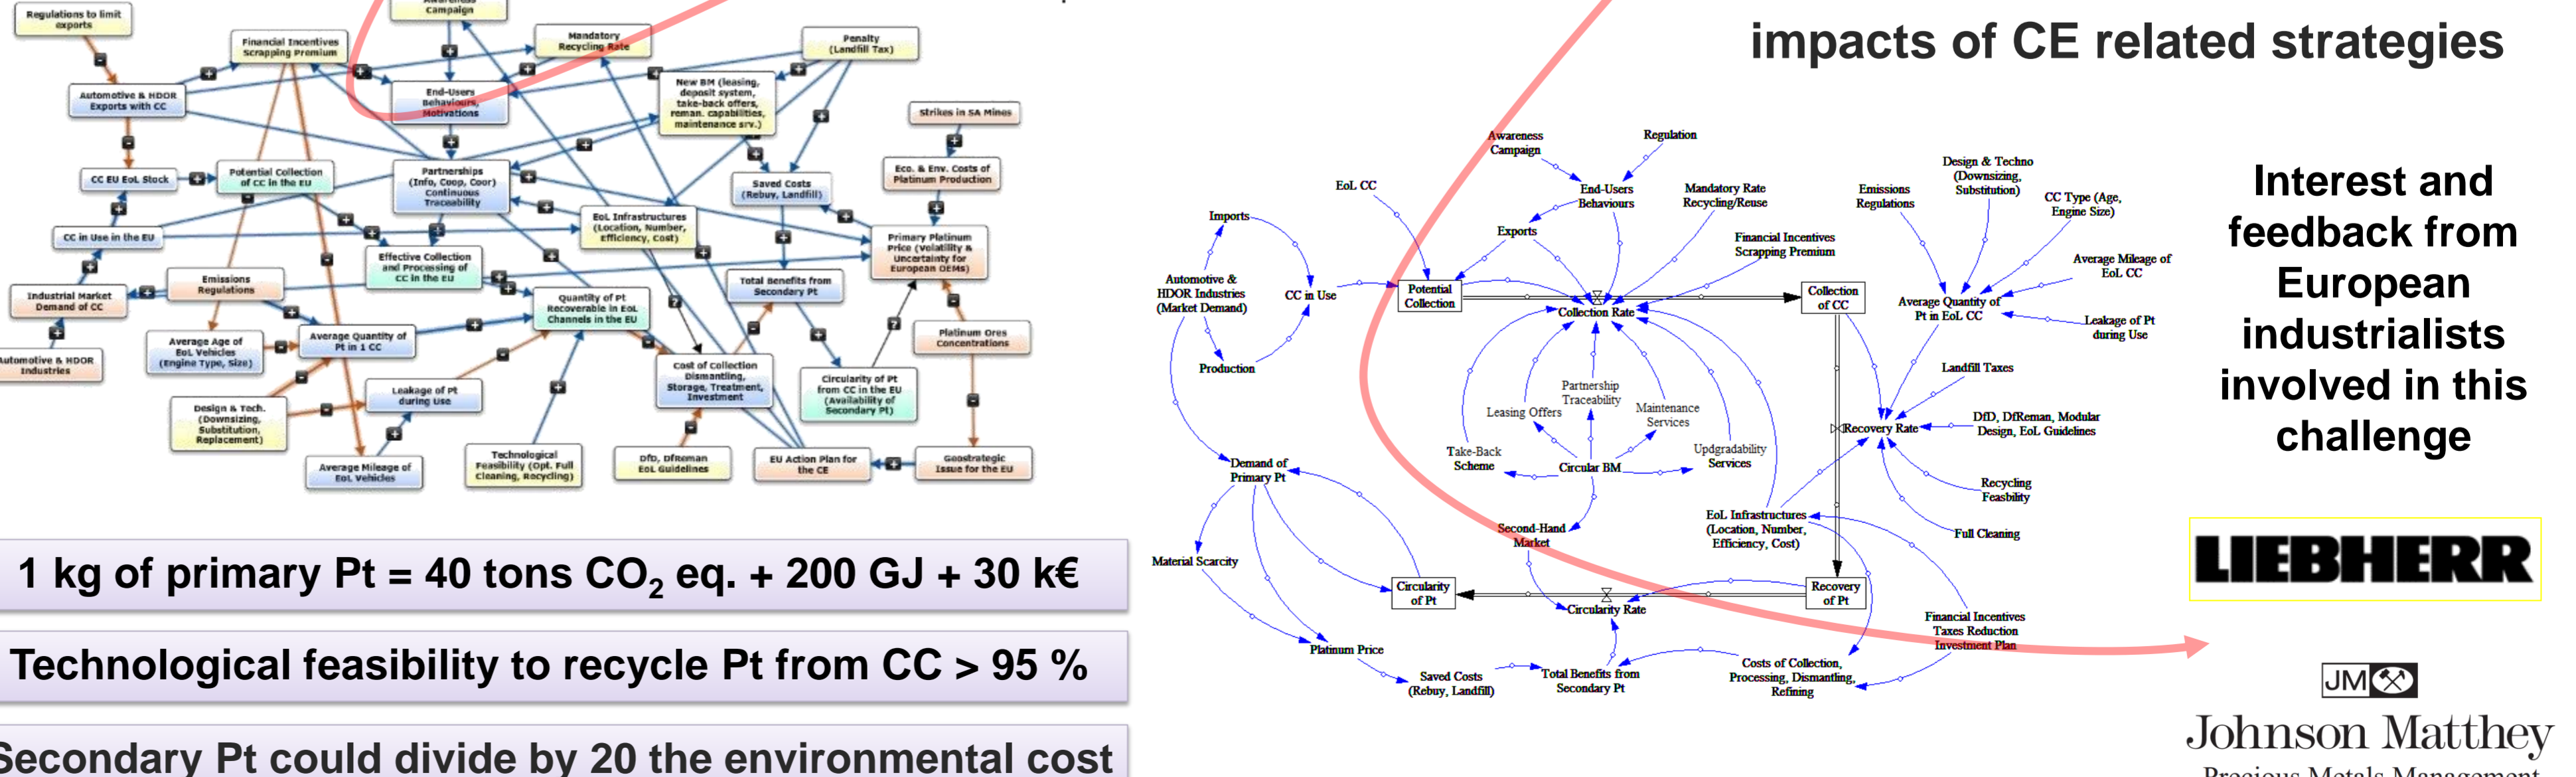 Regulations to limit
exports
Awareness
Campaign
Financial Incentives
Scrapping Premium
Mandatory
Recycling Rate
Penalty
(Landfill Tax)
Automotive & HDOR
Exports with CC
End-Users
Behaviours,
Motivations
New BM (leasing,
deposit system,
take-back offers,
reman. capabilities,
maintenance srv.)
Strikes in SA Mines
CC EU EoL Stock
Potential Collection
of CC in the EU
Partnerships
(Info, Coop, Coor)
Continuous
Traceability
Saved Costs
(Rebuy, Landfill)
Eco. & Env. Costs of
Platinum Production
CC in Use in the EU
EoL Infrastructures
(Location, Number,
Efficiency, Cost)
Primary Platinum
Price (Volatility &
Uncertainty for
European OEMs)
Effective Collection
and Processing of
CC in the EU
Emissions
Regulations
Industrial Market
Demand of CC
Quantity of Pt
Recoverable in EoL
Channels in the EU
Total Benefits from
Secondary Pt
Average Age of
EoL Vehicles
(Engine Type, Size)
Average Quantity of
Pt in 1 CC
Platinum Ores
Concentrations
Automotive & HDOR
Industries
Leakage of Pt
during Use
Cost of Collection
Dismantling,
Storage, Treatment,
Investment
Circularity of Pt
from CC in the EU
(Availability of
Secondary Pt)
Design & Tech.
(Downsizing,
Substitution,
Replacement)
Average Mileage of
EoL Vehicles
Technological
Feasibility (Opt. Full
Cleaning, Recycling)
DfD, DfReman
EoL Guidelines
EU Action Plan for
the CE
Geostrategic
Issue for the EU
1 kg of primary Pt = 40 tons CO₂ eq. + 200 GJ + 30 k€
Technological feasibility to recycle Pt from CC > 95 %
Secondary Pt could divide by 20 the environmental cost
impacts of CE related strategies
Awareness
Campaign
Regulation
EoL CC
End-Users
Behaviours
Mandatory Rate
Recycling/Reuse
Emissions
Regulations
Design & Techno
(Downsizing,
Substitution)
CC Type (Age,
Engine Size)
Imports
Exports
Financial Incentives
Scrapping Premium
Average Mileage of
EoL CC
Automotive &
HDOR Industries
(Market Demand)
CC in Use
Potential
Collection
Collection Rate
Collection
of CC
Average Quantity of
Pt in EoL CC
Leakage of Pt
during Use
Production
Landfill Taxes
Partnership
Traceability
Leasing Offers
Maintenance
Services
DfD, DfReman, Modular
Design, EoL Guidelines
Recovery Rate
Take-Back
Scheme
Circular BM
Updgradability
Services
Demand of
Primary Pt
Recycling
Feasbility
Second-Hand
Market
EoL Infrastructures
(Location, Number,
Efficiency, Cost)
Full Cleaning
Material Scarcity
Circularity
of Pt
Circularity Rate
Recovery
of Pt
Financial Incentives
Taxes Reduction
Investment Plan
Platinum Price
Saved Costs
(Rebuy, Landfill)
Total Benefits from
Secondary Pt
Costs of Collection,
Processing, Dismantling,
Refining
Interest and
feedback from
European
industrialists
involved in this
challenge
LIEBHERR
JM
Johnson Matthey
Precious Metals Management